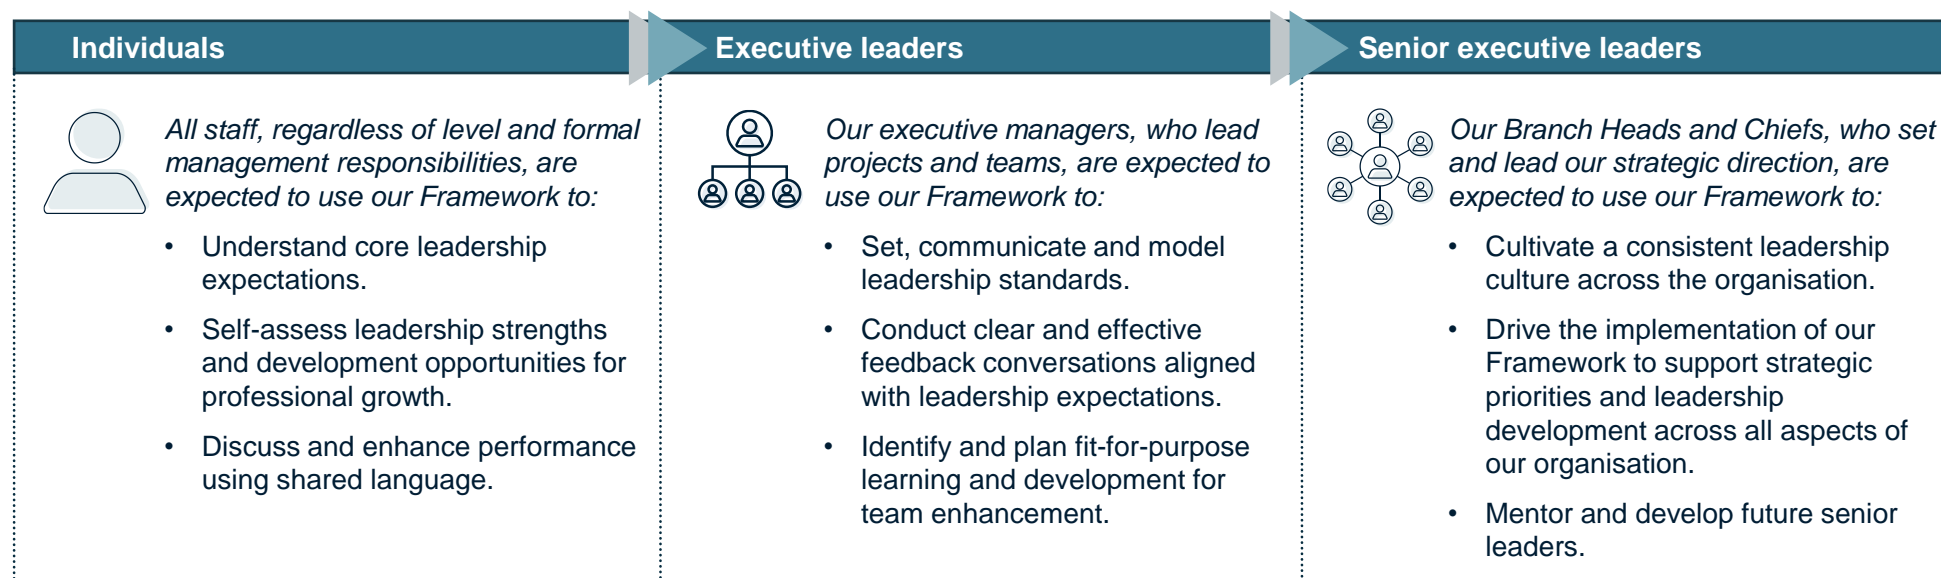 Individuals
All staff, regardless of level and formal
management responsibilities, are
expected to use our Framework to:
• Understand core leadership
expectations.
• Self-assess leadership strengths
and development opportunities for
professional growth.
• Discuss and enhance performance
using shared language.
Executive leaders
Our executive managers, who lead
projects and teams, are expected to
use our Framework to:
• Set, communicate and model
leadership standards.
• Conduct clear and effective
feedback conversations aligned
with leadership expectations.
• Identify and plan fit-for-purpose
learning and development for
team enhancement.
Senior executive leaders
Our Branch Heads and Chiefs, who set
and lead our strategic direction, are
expected to use our Framework to:
• Cultivate a consistent leadership
culture across the organisation.
• Drive the implementation of our
Framework to support strategic
priorities and leadership
development across all aspects of
our organisation.
• Mentor and develop future senior
leaders.